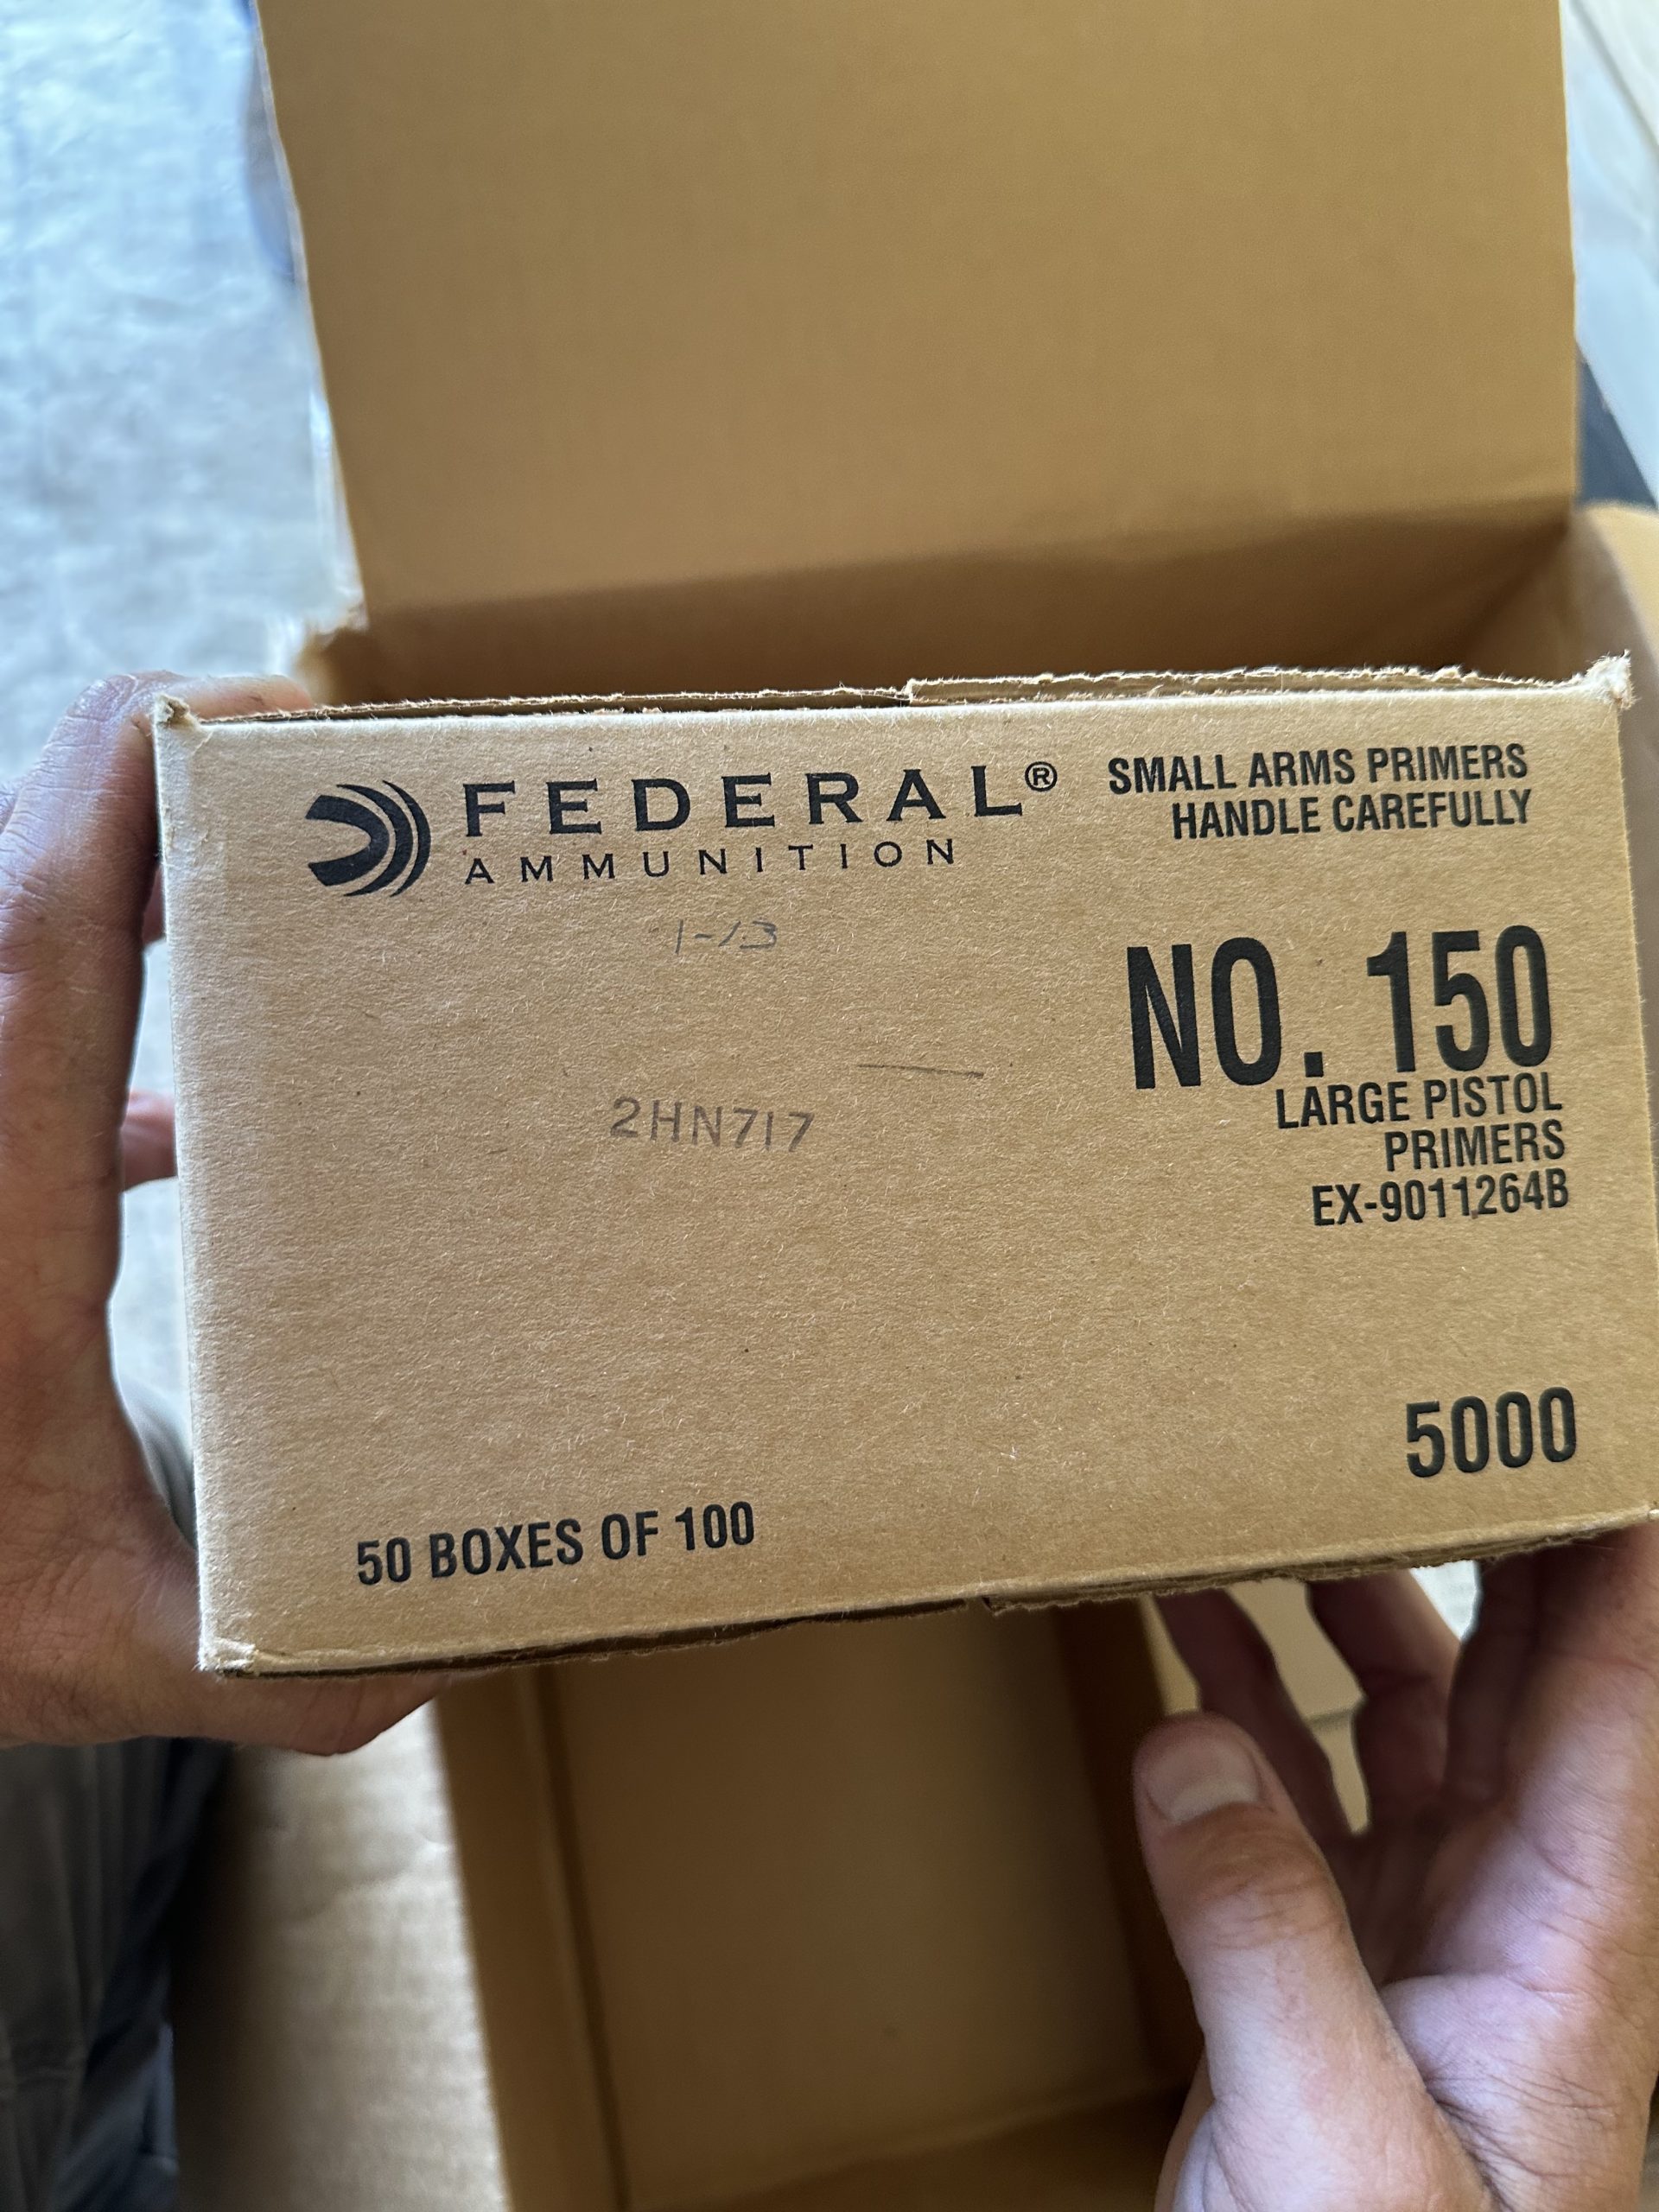 FEDERAL®
AMMUNITION
SMALL ARMS PRIMERS
HANDLE CAREFULLY
1-13
NO. 150
LARGE PISTOL
PRIMERS
EX-9011264B
2HN717
5000
50 BOXES OF 100